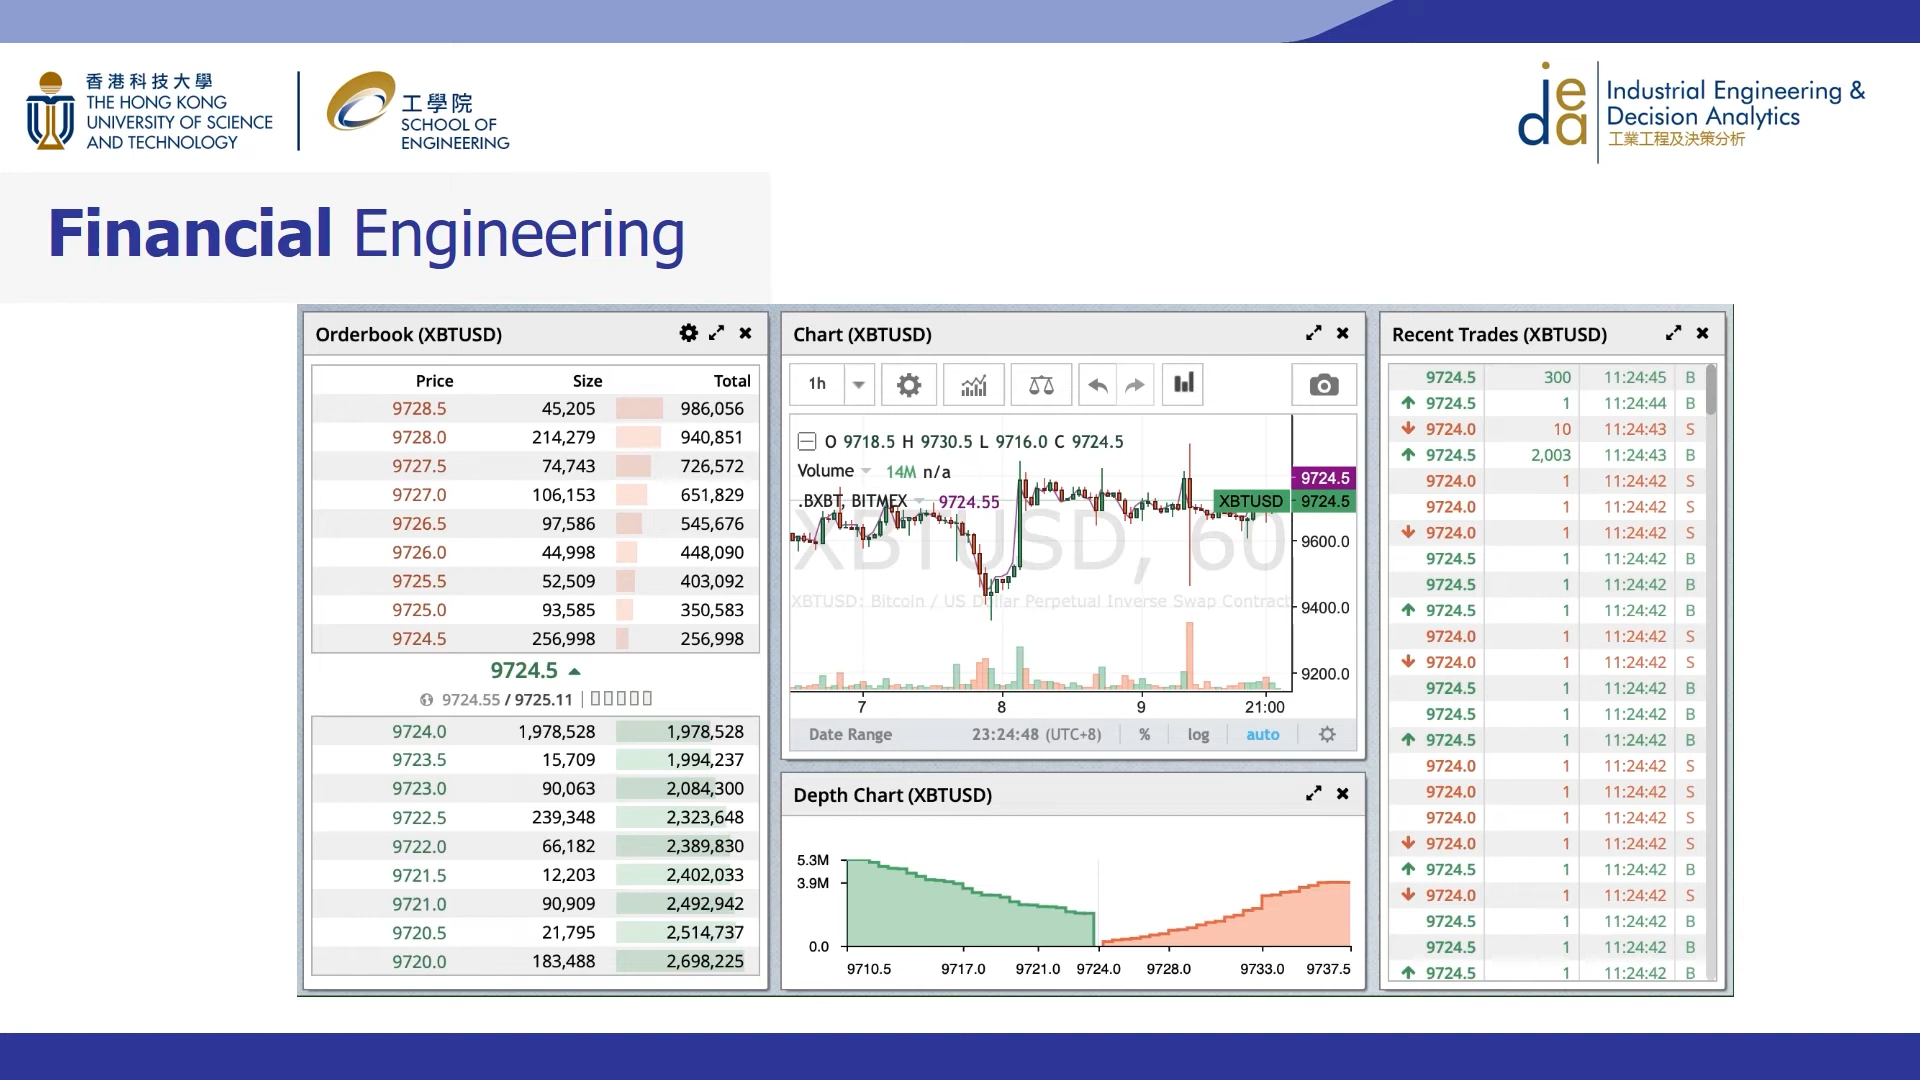 香港科技大學
THE HONG KONG
UNIVERSITY OF SCIENCE
AND TECHNOLOGY
工學院
SCHOOL OF
ENGINEERING
ieda
Industrial Engineering &
Decision Analytics
工業工程及決策分析
Financial Engineering
Orderbook (XBTUSD)
Price Size Total
9728.5 45,205 986,056
9728.0 214,279 940,851
9727.5 74,743 726,572
9727.0 106,153 651,829
9726.5 97,586 545,676
9726.0 44,998 448,090
9725.5 52,509 403,092
9725.0 93,585 350,583
9724.5 256,998 256,998
9724.5
9724.55 / 9725.11
9724.0 1,978,528 1,978,528
9723.5 15,709 1,994,237
9723.0 90,063 2,084,300
9722.5 239,348 2,323,648
9722.0 66,182 2,389,830
9721.5 12,203 2,402,033
9721.0 90,909 2,492,942
9720.5 21,795 2,514,737
9720.0 183,488 2,698,225
Chart (XBTUSD)
1h
O 9718.5 H 9730.5 L 9716.0 C 9724.5
Volume 14M n/a
.BXBT, BITMEX 9724.55
XBTUSD, 60
XBTUSD: Bitcoin / US Dollar Perpetual Inverse Swap Contract
9724.5
XBTUSD 9724.5
9600.0
9400.0
9200.0
7 8 9 21:00
Date Range 23:24:48 (UTC+8) % log auto
Depth Chart (XBTUSD)
5.3M
3.9M
0.0
9710.5 9717.0 9721.0 9724.0 9728.0 9733.0 9737.5
Recent Trades (XBTUSD)
9724.5 300 11:24:45 B
9724.5 1 11:24:44 B
9724.0 10 11:24:43 S
9724.5 2,003 11:24:43 B
9724.0 1 11:24:42 S
9724.0 1 11:24:42 S
9724.0 1 11:24:42 S
9724.5 1 11:24:42 B
9724.5 1 11:24:42 B
9724.5 1 11:24:42 B
9724.0 1 11:24:42 S
9724.0 1 11:24:42 S
9724.5 1 11:24:42 B
9724.5 1 11:24:42 B
9724.5 1 11:24:42 B
9724.0 1 11:24:42 S
9724.0 1 11:24:42 S
9724.0 1 11:24:42 S
9724.0 1 11:24:42 S
9724.5 1 11:24:42 B
9724.0 1 11:24:42 S
9724.5 1 11:24:42 B
9724.5 1 11:24:42 B
9724.5 1 11:24:42 B